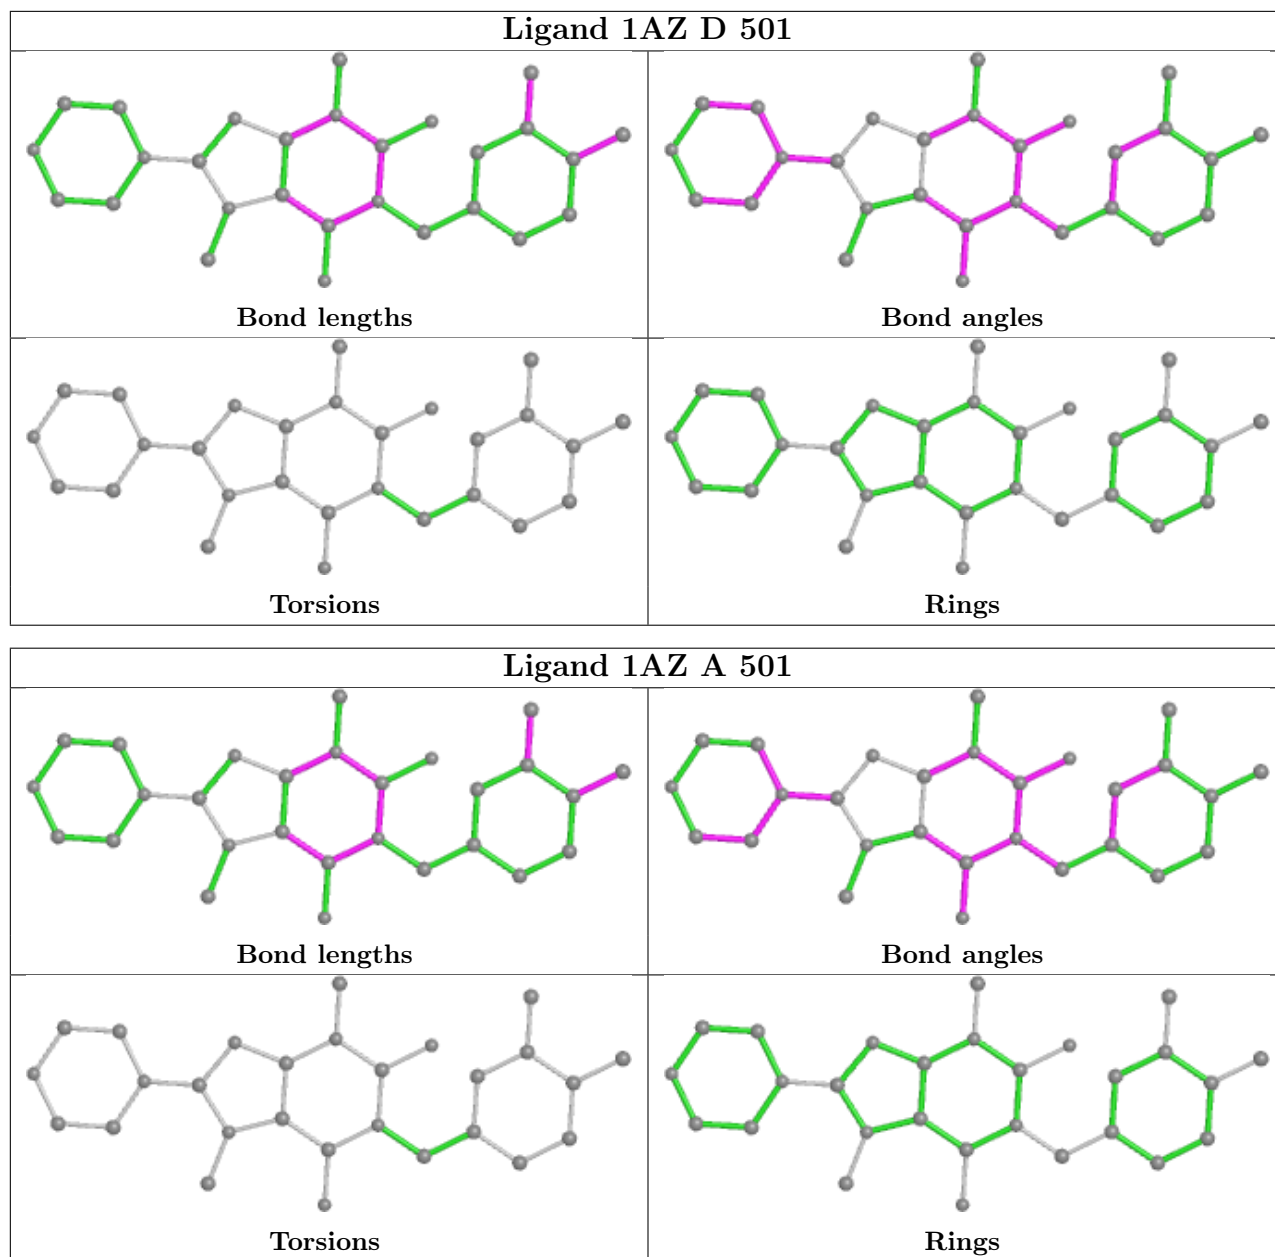 Ligand 1AZ D 501
Bond lengths
Bond angles
Torsions
Rings
Ligand 1AZ A 501
Bond lengths
Bond angles
Torsions
Rings